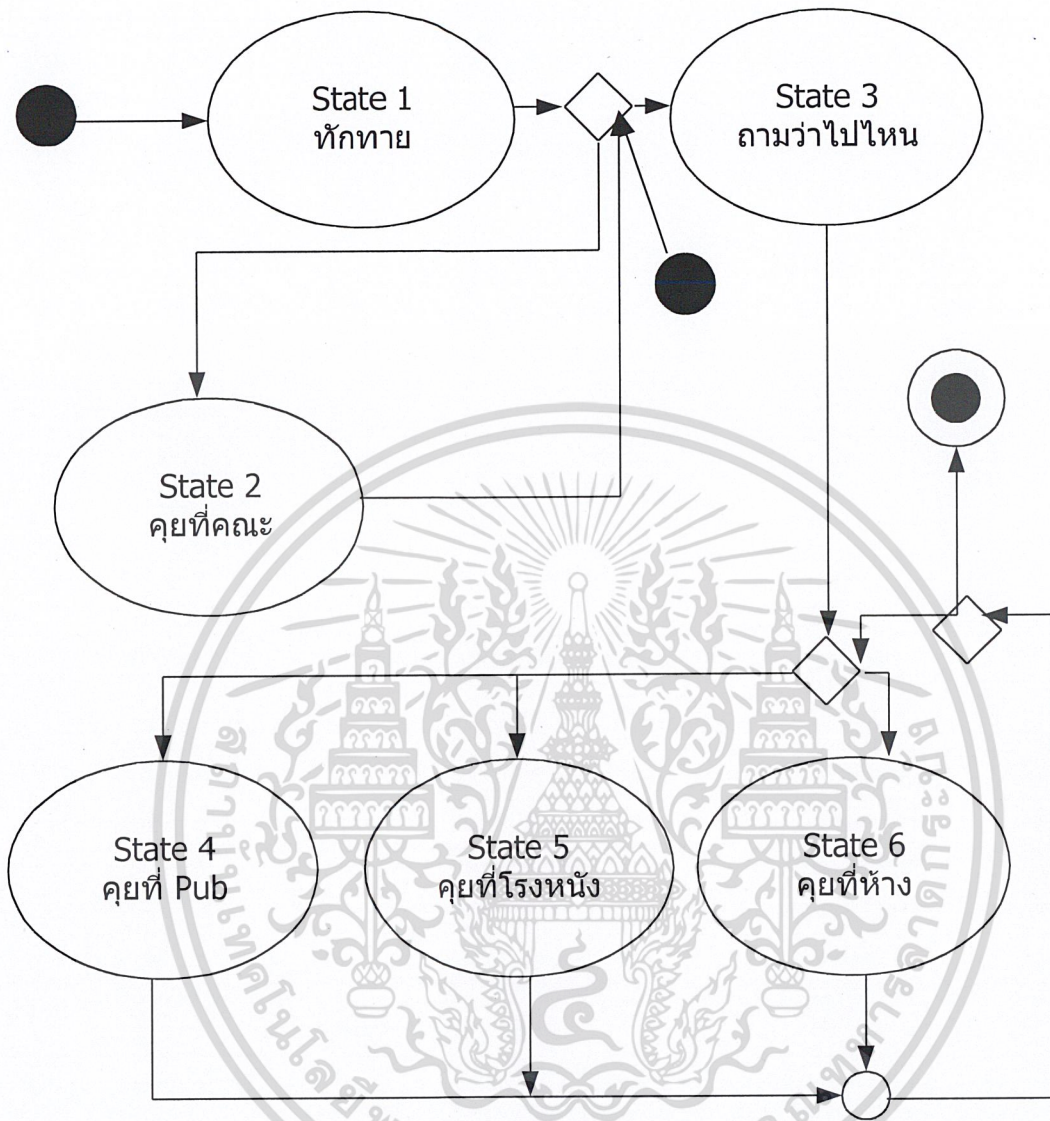 State 1
ทักทาย
State 3
ถามว่าไปไหน
State 2
คุยที่คณะ
State 4
คุยที่ Pub
State 5
คุยที่โรงหนัง
State 6
คุยที่ห้าง